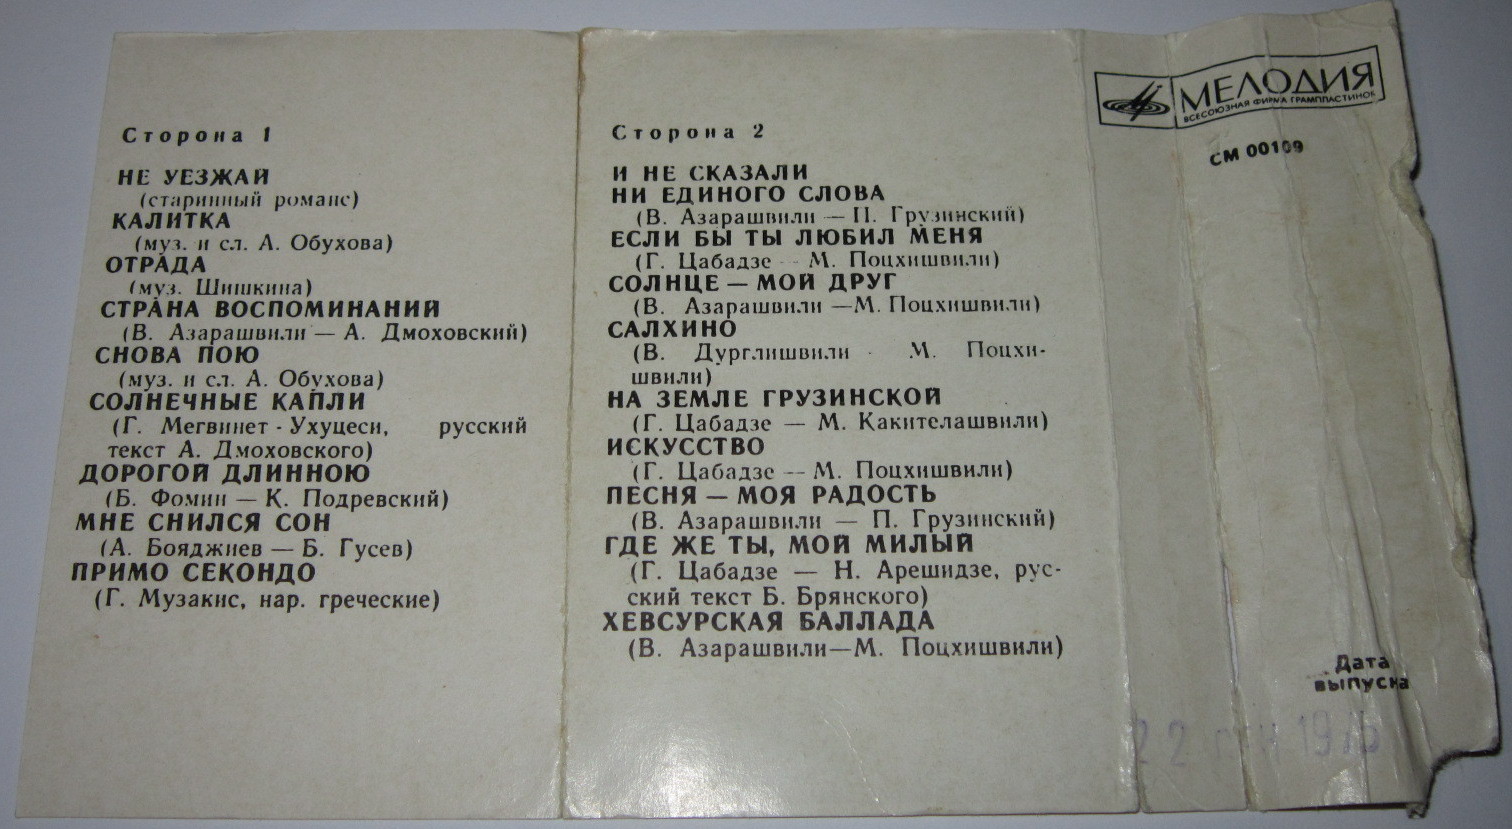 Сторона 1
НЕ УЕЗЖАЙ
(старинный романс)
КАЛИТКА
(муз. и сл. А. Обухова)
ОТРАДА
(муз. Шишкина)
СТРАНА ВОСПОМИНАНИЙ
(В. Азарашвили — А. Дмоховский)
СНОВА ПОЮ
(муз. и сл. А. Обухова)
СОЛНЕЧНЫЕ КАПЛИ
(Г. Мегвинет - Ухуцеси, русский
текст А. Дмоховского)
ДОРОГОЙ ДЛИННОЮ
(Б. Фомин — К. Подревский)
МНЕ СНИЛСЯ СОН
(А. Бояджиев — Б. Гусев)
ПРИМО СЕКОНДО
(Г. Музакис, нар. греческие)
Сторона 2
И НЕ СКАЗАЛИ
НИ ЕДИНОГО СЛОВА
(В. Азарашвили — П. Грузинский)
ЕСЛИ БЫ ТЫ ЛЮБИЛ МЕНЯ
(Г. Цабадзе — М. Поцхишвили)
СОЛНЦЕ — МОЙ ДРУГ
(В. Азарашвили —М. Поцхишвили)
САЛХИНО
(В. Дурглишвили - М. Поцхи-
швили)
НА ЗЕМЛЕ ГРУЗИНСКОЙ
(Г. Цабадзе — М. Какителашвили)
ИСКУССТВО
(Г. Цабадзе — М. Поцхишвили)
ПЕСНЯ — МОЯ РАДОСТЬ
(В. Азарашвили — П. Грузинский)
ГДЕ ЖЕ ТЫ, МОЙ МИЛЫЙ
(Г. Цабадзе — Н. Арешидзе, рус-
ский текст Б. Брянского)
ХЕВСУРСКАЯ БАЛЛАДА
(В. Азарашвили—М. Поцхишвили)
МЕЛОДИЯ
ВСЕСОЮЗНАЯ ФИРМА ГРАМПЛАСТИНОК
СМ 00109
Дата
выпуска
22